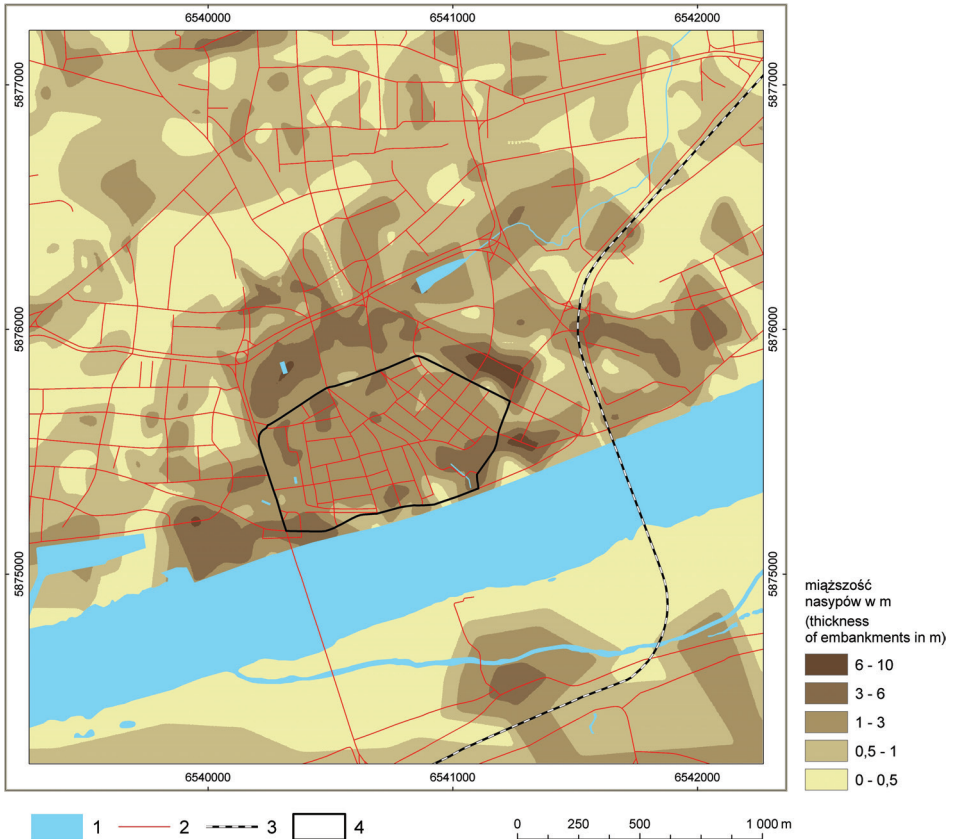 6540000 6541000 6542000
5877000 5877000
5876000 5876000
5875000 5875000
miąższość
nasypów w m
(thickness
of embankments in m)
6 - 10
3 - 6
1 - 3
0,5 - 1
0 - 0,5
6540000 6541000 6542000
1 2 3 4
0 250 500 1 000 m